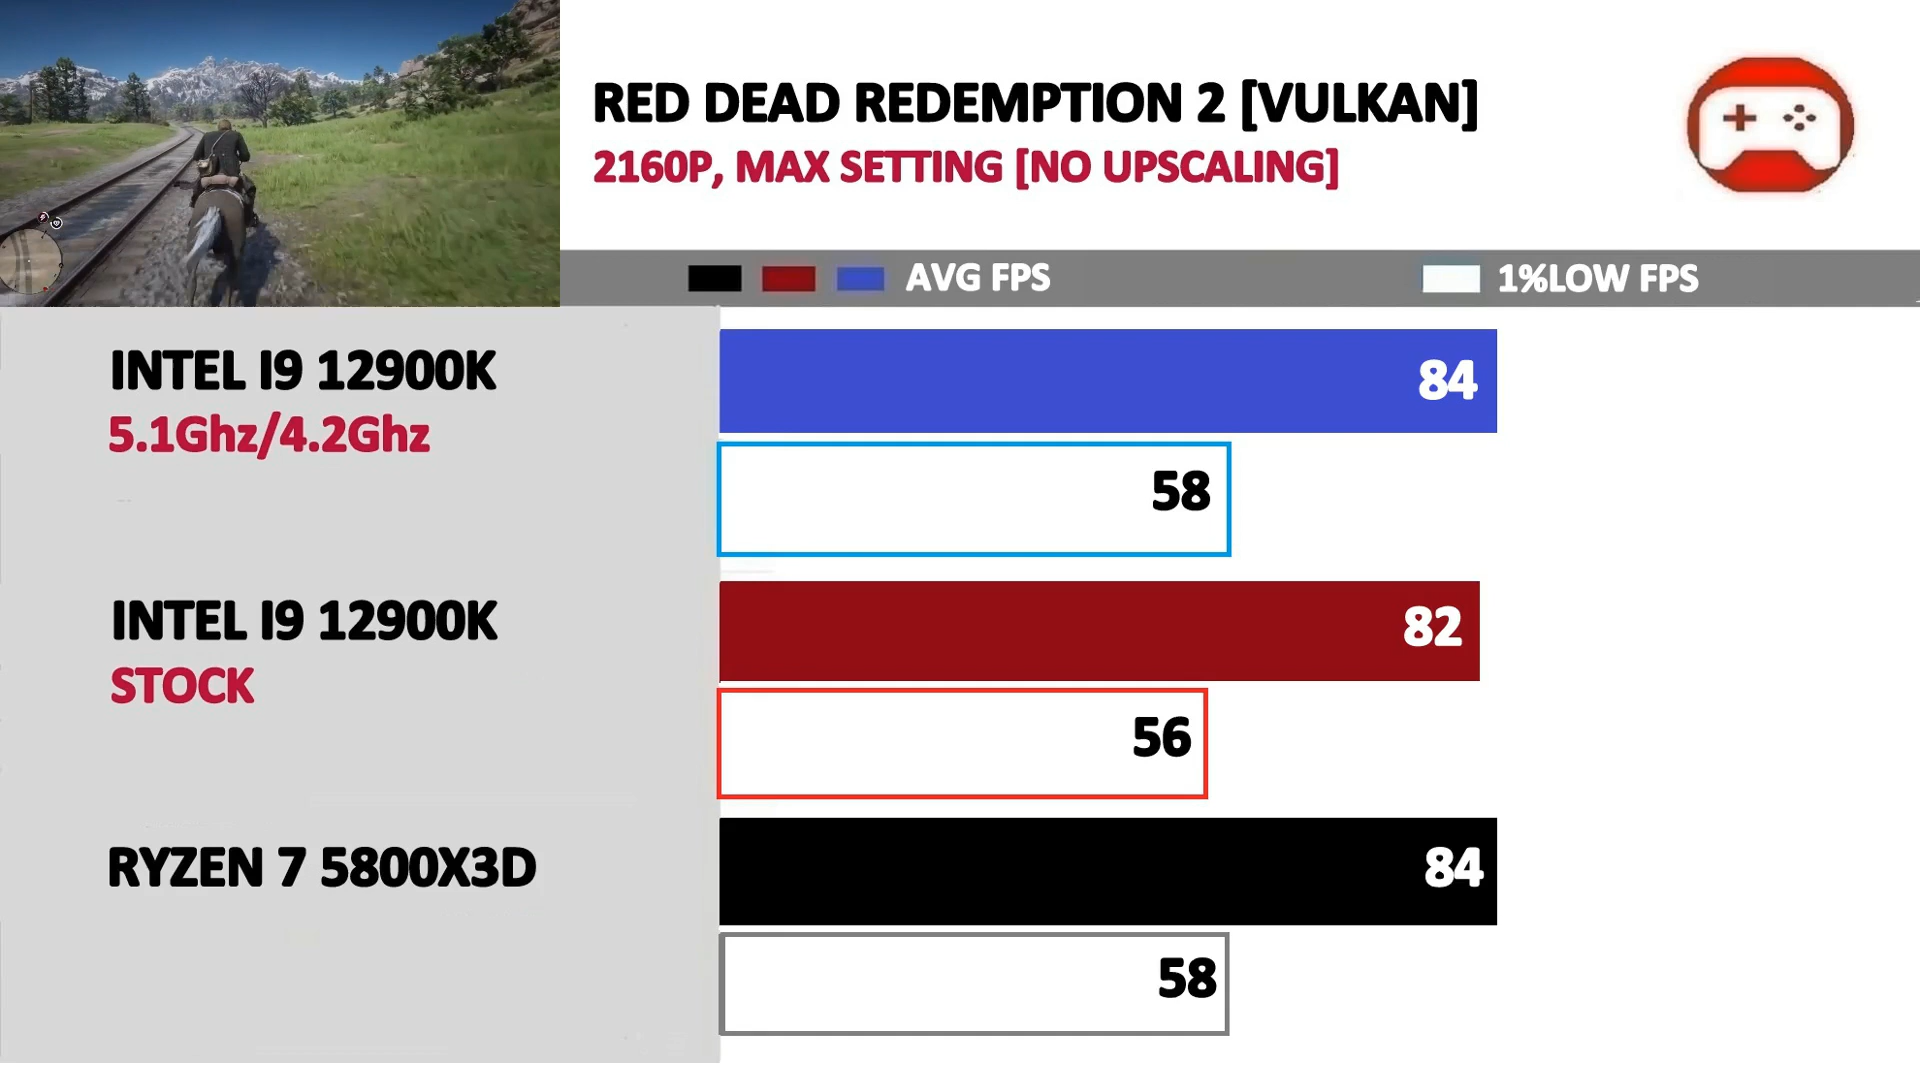 RED DEAD REDEMPTION 2 [VULKAN]
2160P, MAX SETTING [NO UPSCALING]
AVG FPS
1%LOW FPS
INTEL I9 12900K
5.1Ghz/4.2Ghz
84
58
INTEL I9 12900K
STOCK
82
56
RYZEN 7 5800X3D
84
58